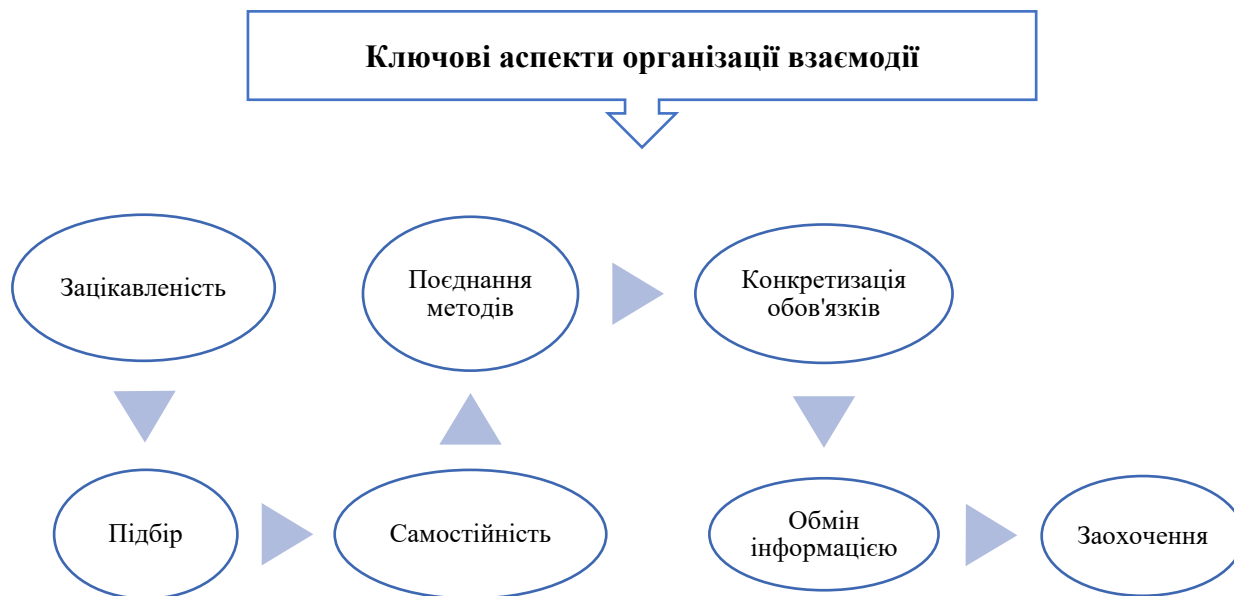 Ключові аспекти організації взаємодії
Зацікавленість
Підбір
Самостійність
Поєднання
методів
Конкретизація
обов'язків
Обмін
інформацією
Заохочення